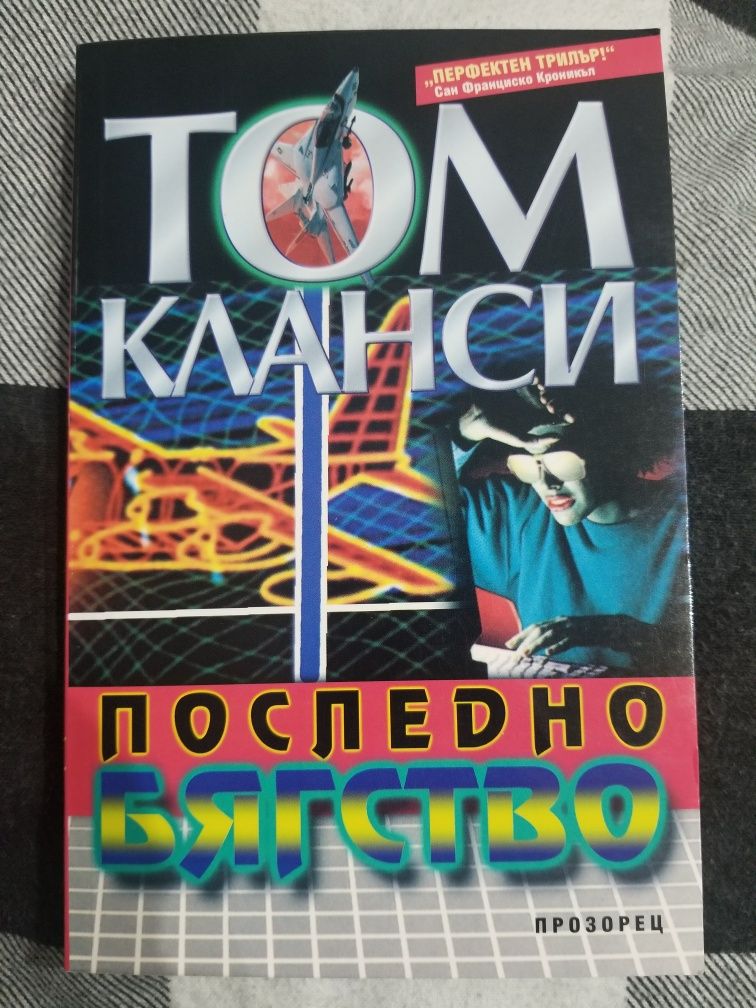 „ПЕРФЕКТЕН ТРИЛЪР!“
Сан Франциско Кроникъл
ТОМ
КЛАНСИ
ПОСЛЕДНО
БЯГСТВО
ПРОЗОРЕЦ